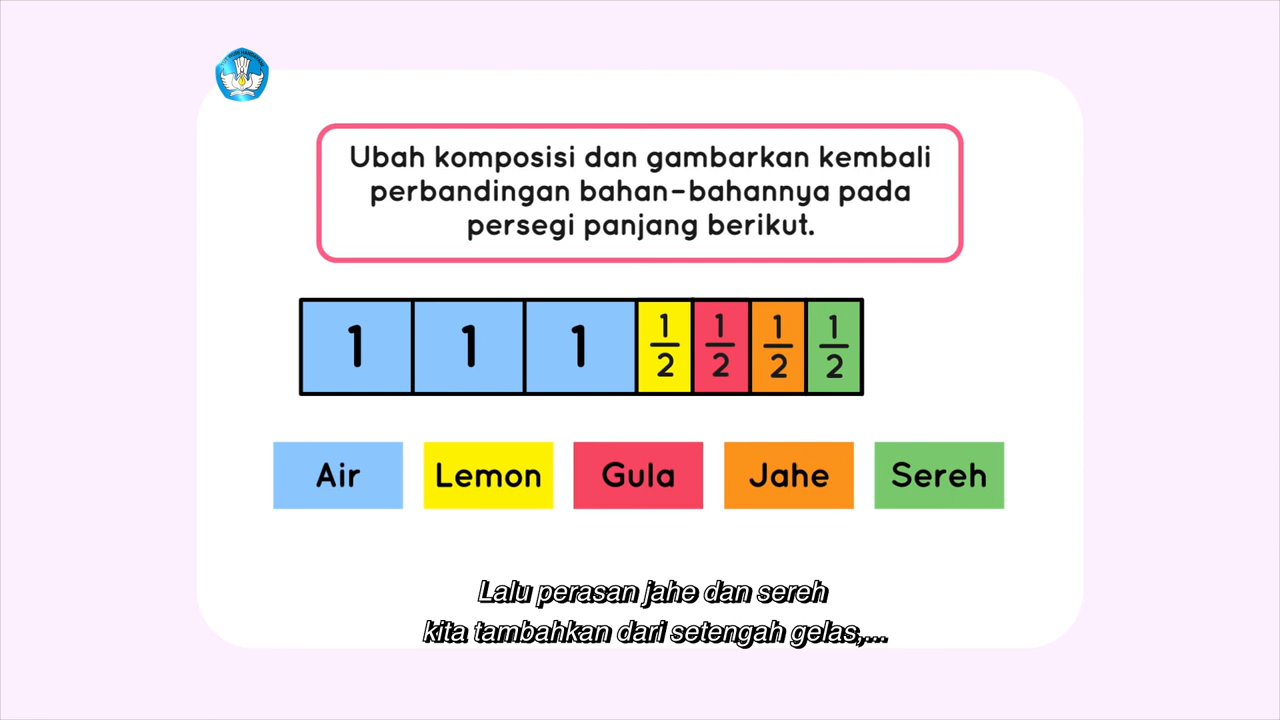 Ubah komposisi dan gambarkan kembali
perbandingan bahan-bahannya pada
persegi panjang berikut.
1 1 1 1/2 1/2 1/2 1/2
Air Lemon Gula Jahe Sereh
Lalu perasan jahe dan sereh
kita tambahkan dari setengah gelas,...